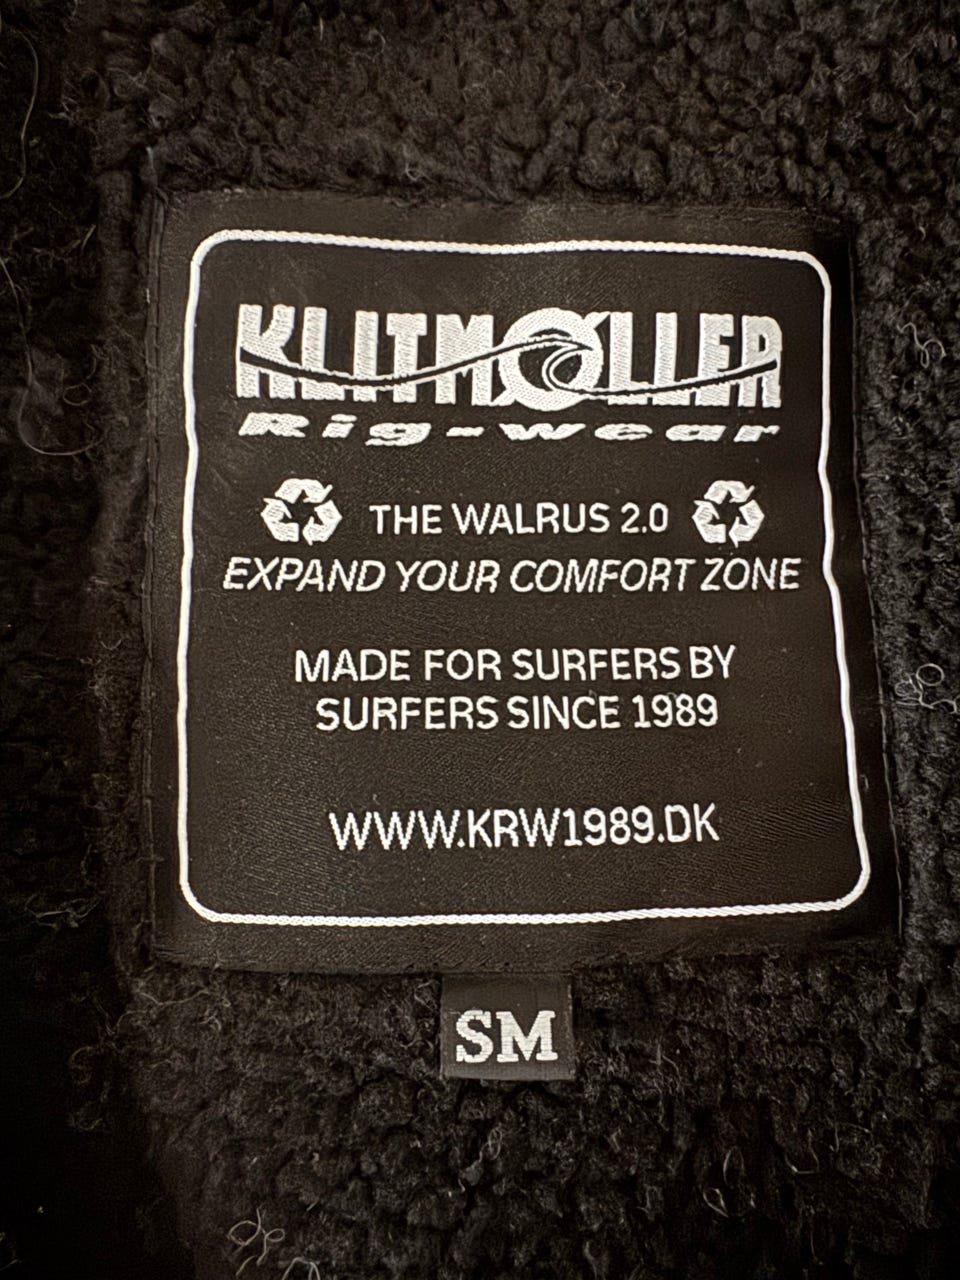 KLITMØLLER
Rig-wear
THE WALRUS 2.0
EXPAND YOUR COMFORT ZONE
MADE FOR SURFERS BY
SURFERS SINCE 1989
WWW.KRW1989.DK
SM